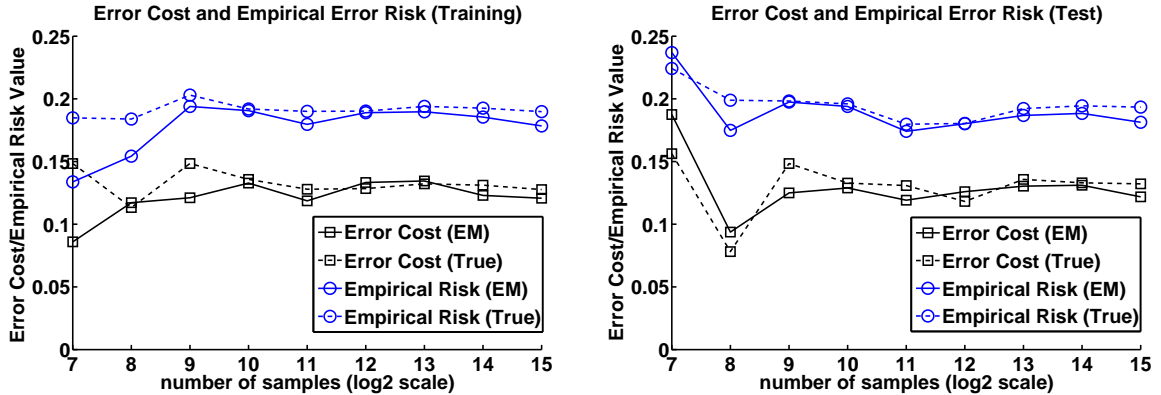 Error Cost and Empirical Error Risk (Training)
Error Cost/Empirical Risk Value
0.25
0.2
0.15
0.1
0.05
0
7 8 9 10 11 12 13 14 15
number of samples (log2 scale)
Error Cost (EM)
Error Cost (True)
Empirical Risk (EM)
Empirical Risk (True)
Error Cost and Empirical Error Risk (Test)
Error Cost/Empirical Risk Value
0.25
0.2
0.15
0.1
0.05
0
7 8 9 10 11 12 13 14 15
number of samples (log2 scale)
Error Cost (EM)
Error Cost (True)
Empirical Risk (EM)
Empirical Risk (True)